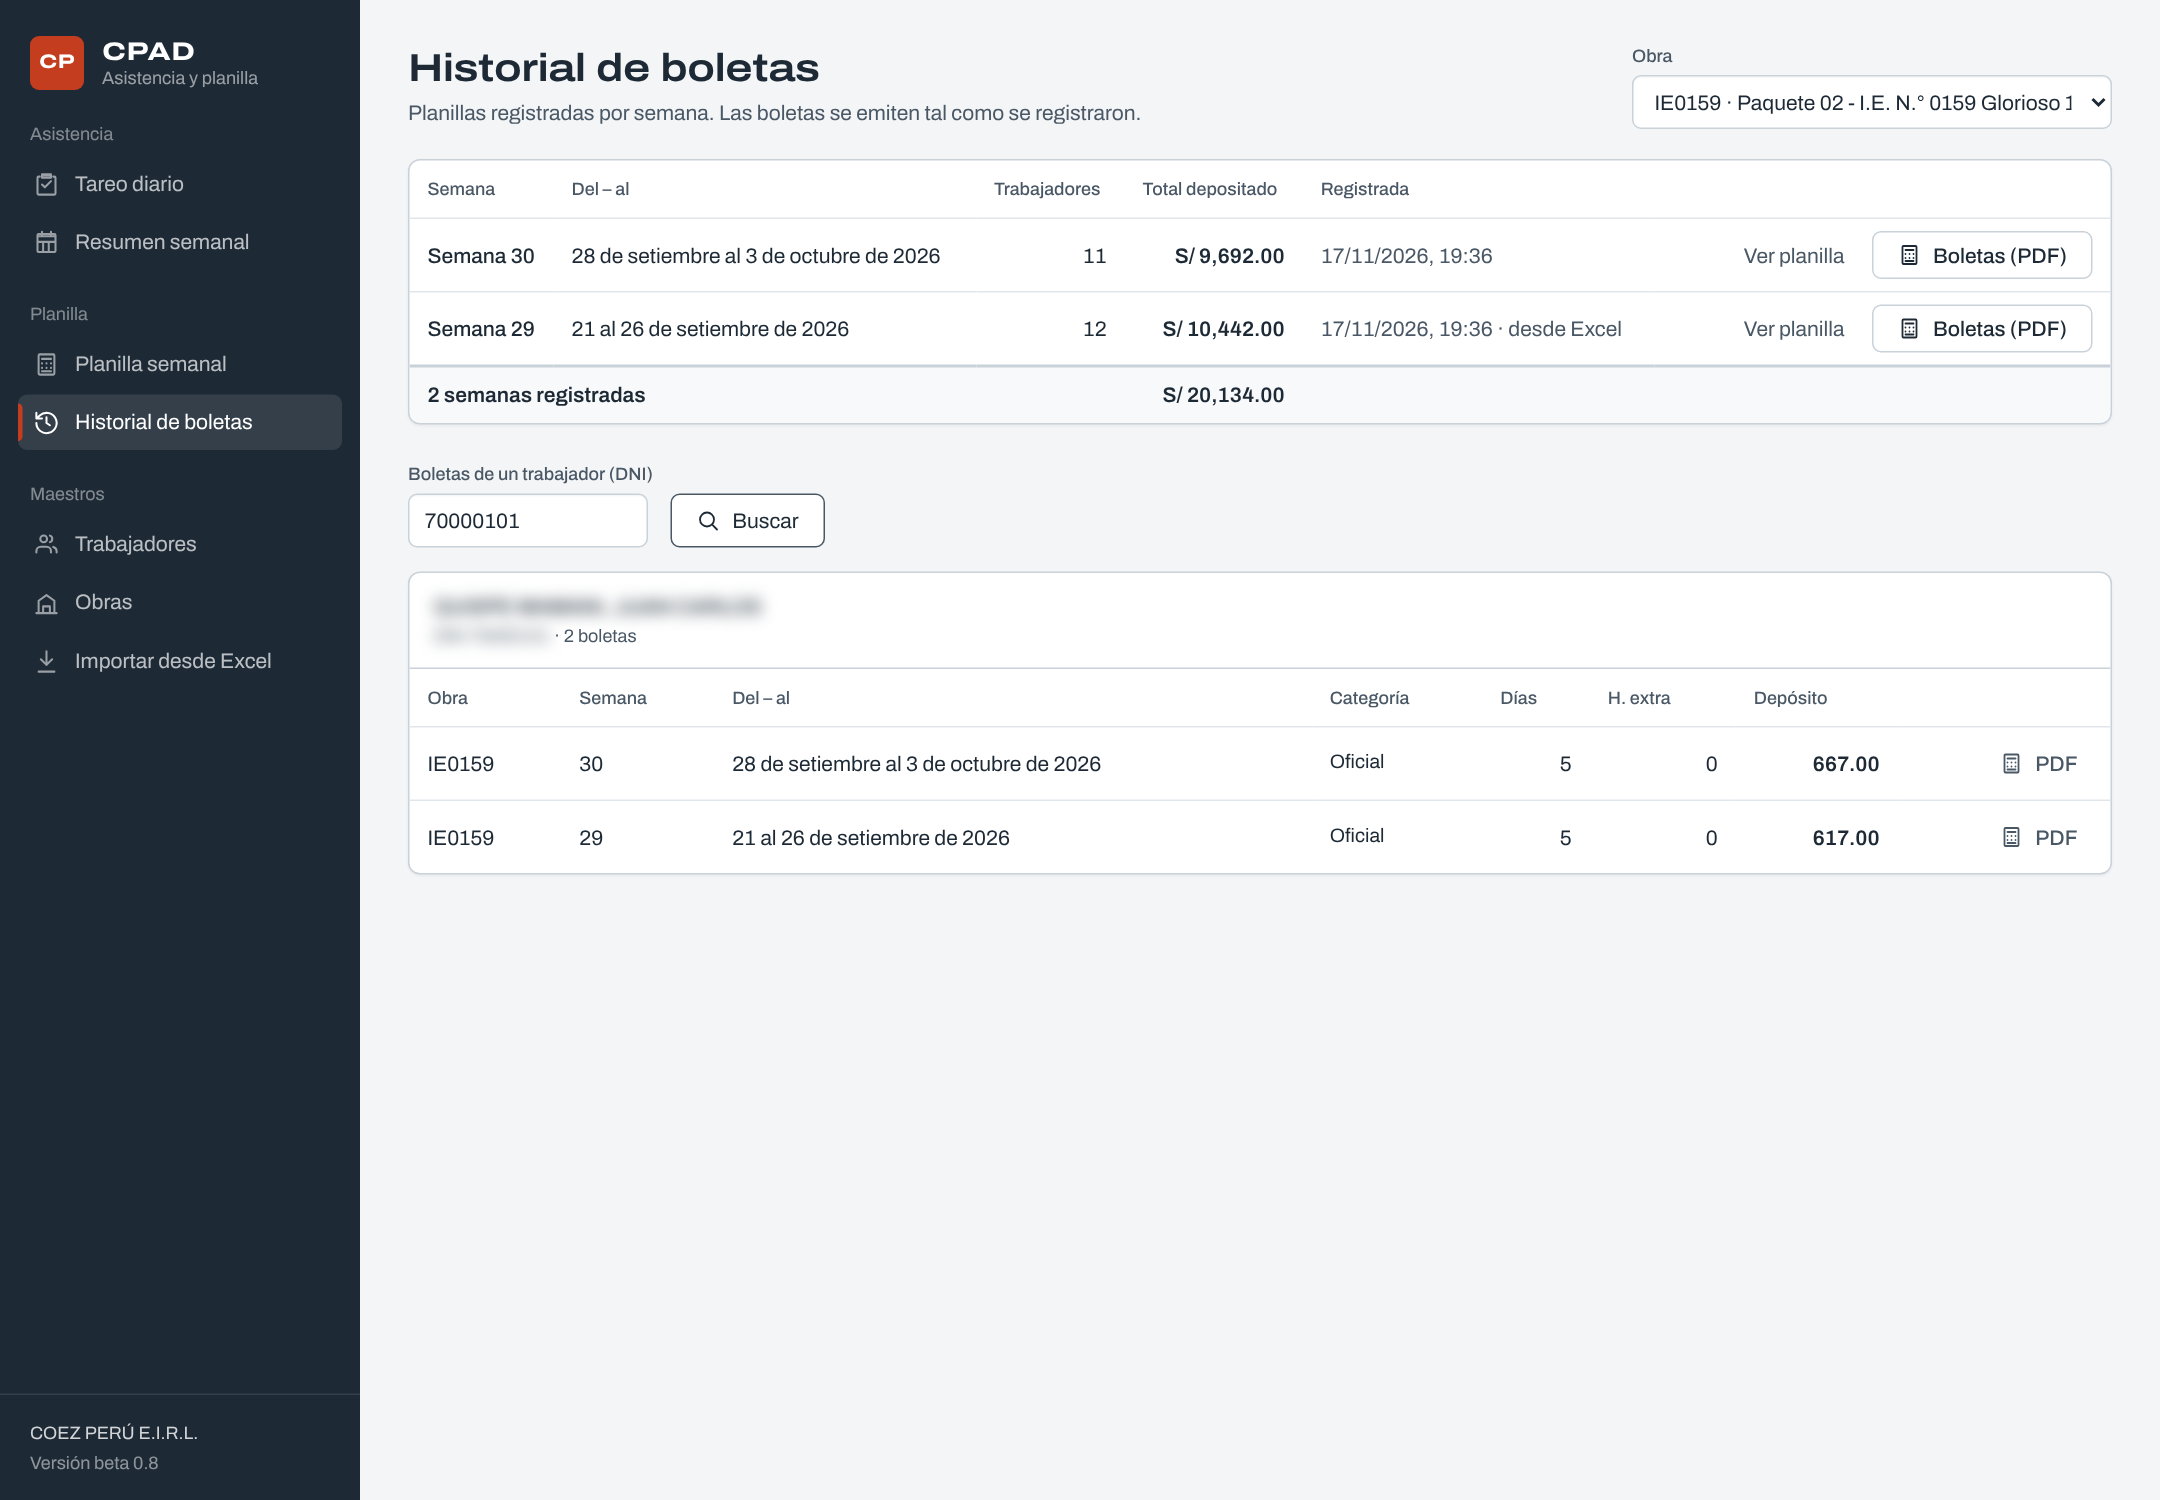 CP
CPAD
Asistencia y planilla
Asistencia
Tareo diario
Resumen semanal
Planilla
Planilla semanal
Historial de boletas
Maestros
Trabajadores
Obras
Importar desde Excel
COEZ PERÚ E.I.R.L.
Versión beta 0.8
Historial de boletas
Planillas registradas por semana. Las boletas se emiten tal como se registraron.
Obra
IE0159 · Paquete 02 - I.E. N.° 0159 Glorioso 1
Semana Del – al Trabajadores Total depositado Registrada
Semana 30 28 de setiembre al 3 de octubre de 2026 11 S/ 9,692.00 17/11/2026, 19:36 Ver planilla Boletas (PDF)
Semana 29 21 al 26 de setiembre de 2026 12 S/ 10,442.00 17/11/2026, 19:36 · desde Excel Ver planilla Boletas (PDF)
2 semanas registradas S/ 20,134.00
Boletas de un trabajador (DNI)
70000101 Buscar
· 2 boletas
Obra Semana Del – al Categoría Días H. extra Depósito
IE0159 30 28 de setiembre al 3 de octubre de 2026 Oficial 5 0 667.00 PDF
IE0159 29 21 al 26 de setiembre de 2026 Oficial 5 0 617.00 PDF